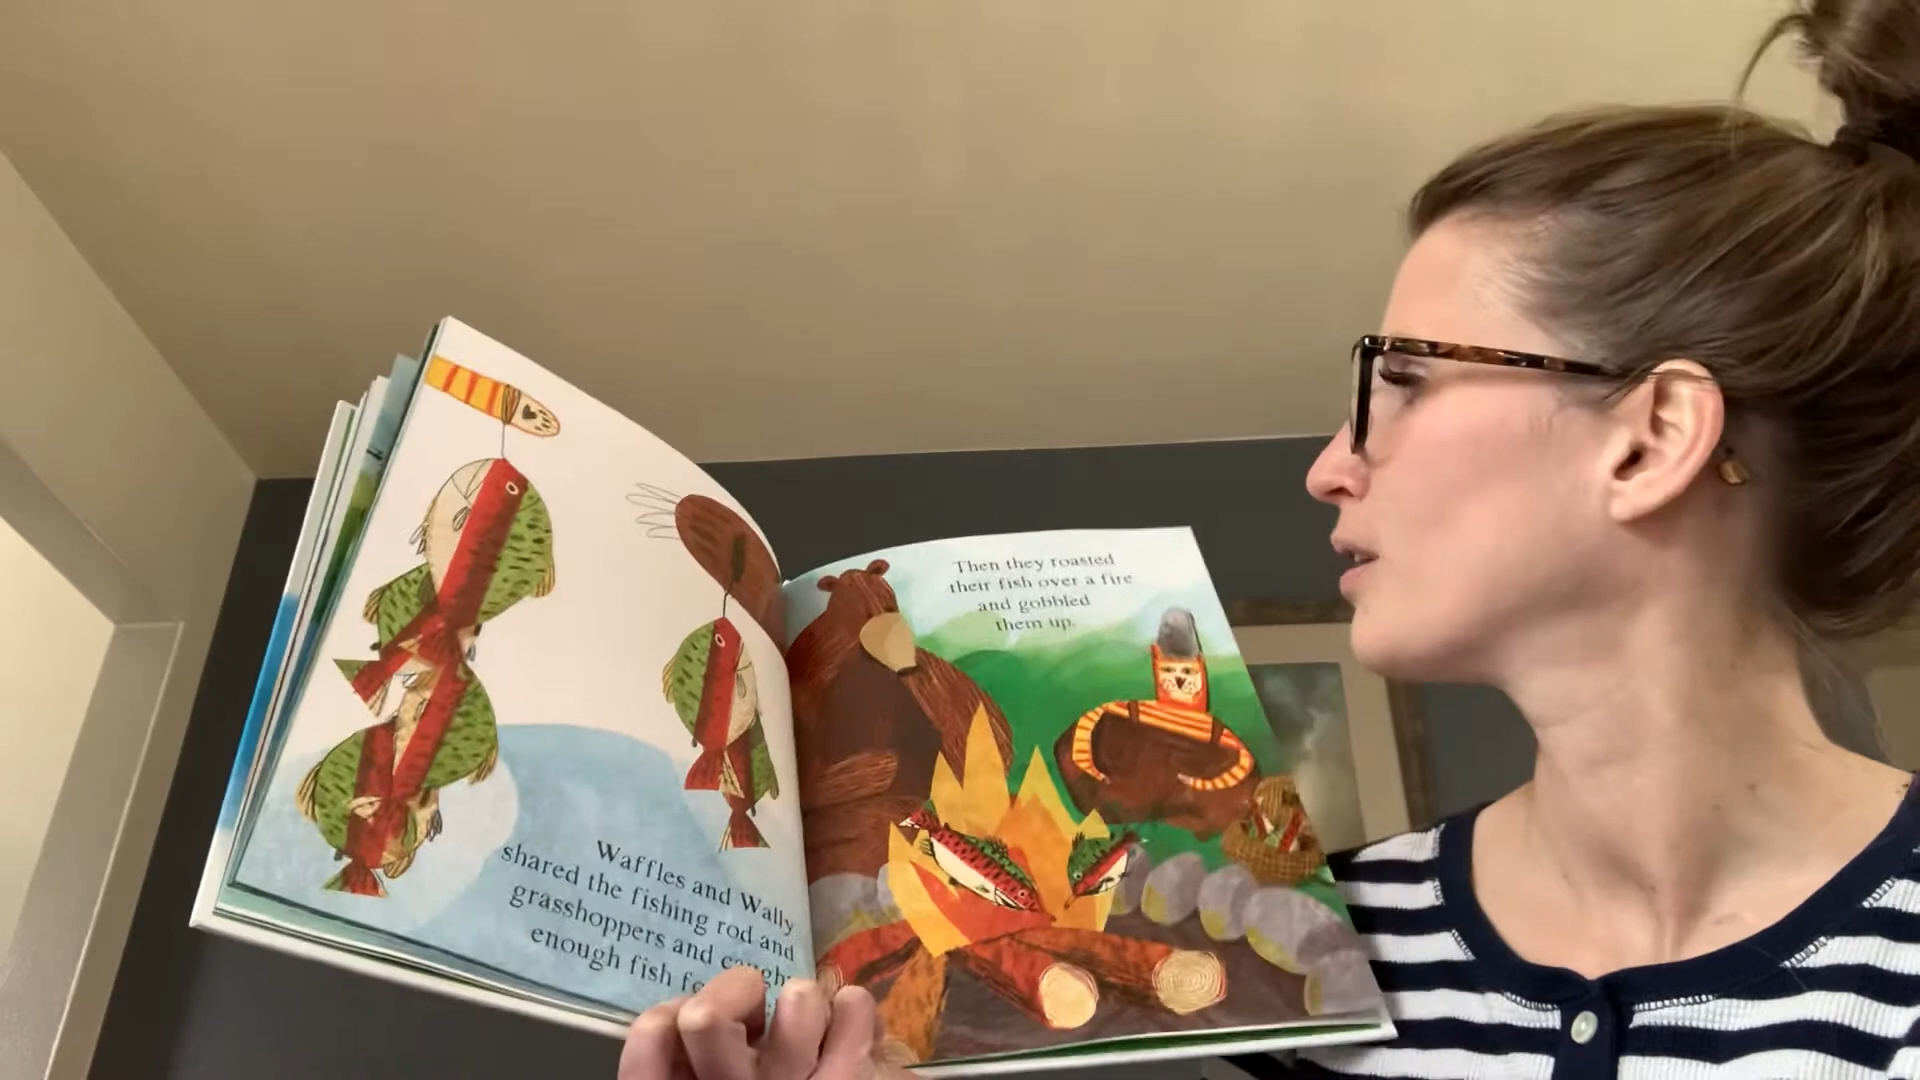 Waffles and Wally
shared the fishing rod and
grasshoppers and caught
enough fish
Then they roasted
their fish over a fire
and gobbled
them up.